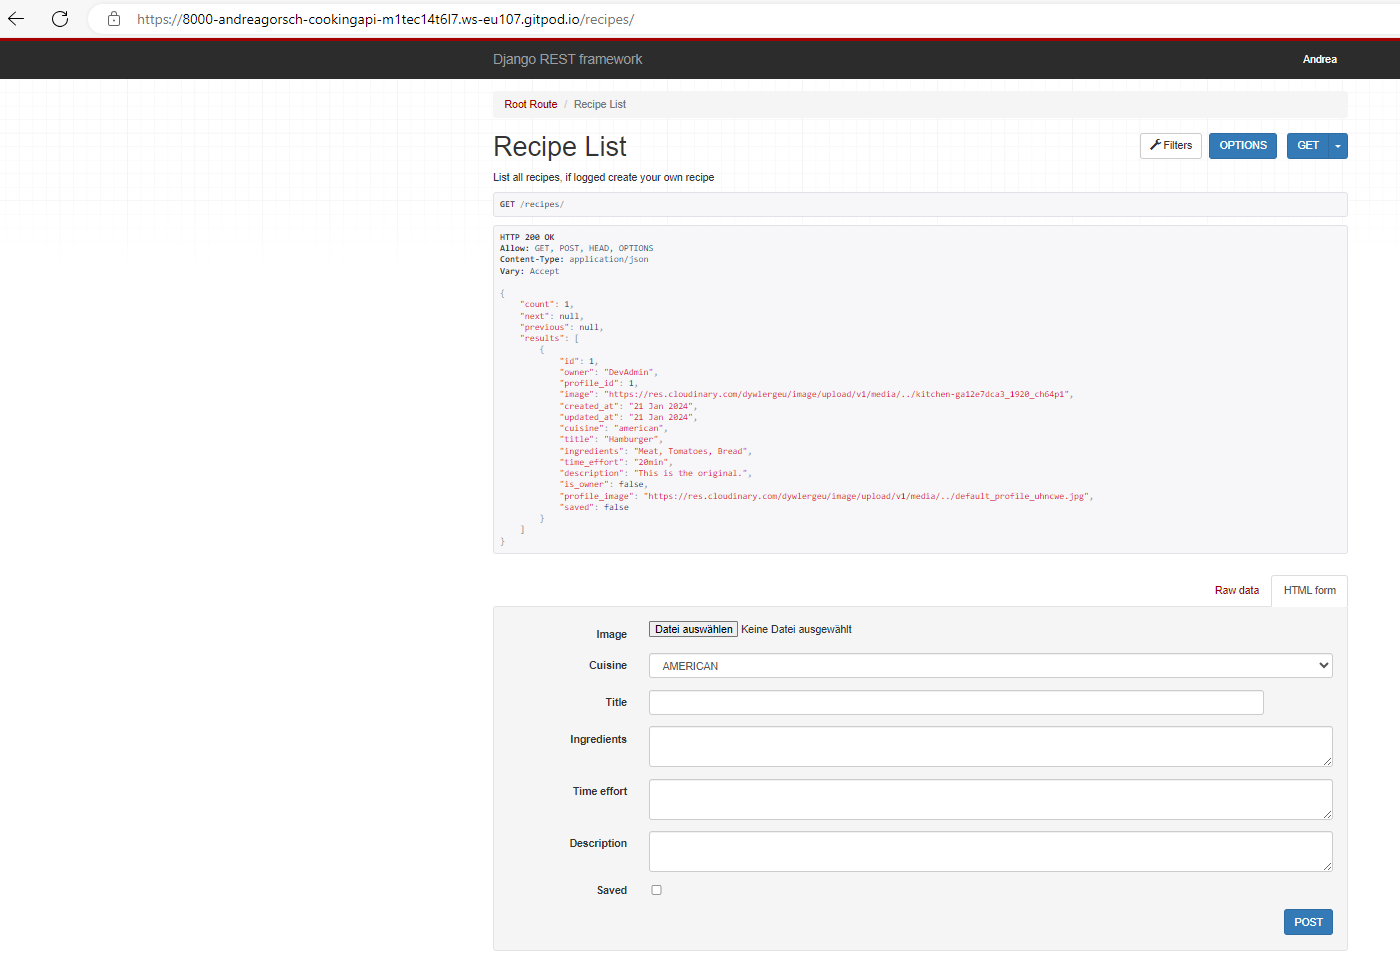 https://8000-andreagorsch-cookingapi-m1tec14t6l7.ws-eu107.gitpod.io/recipes/
Django REST framework
Andrea
Root Route / Recipe List
Recipe List
Filters
OPTIONS
GET
List all recipes, if logged create your own recipe
GET /recipes/
HTTP 200 OK
Allow: GET, POST, HEAD, OPTIONS
Content-Type: application/json
Vary: Accept
{
"count": 1,
"next": null,
"previous": null,
"results": [
{
"id": 1,
"owner": "DevAdmin",
"profile_id": 1,
"image": "https://res.cloudinary.com/dywlergeu/image/upload/v1/media/../kitchen-ga12e7dca3_1920_ch64p1",
"created_at": "21 Jan 2024",
"updated_at": "21 Jan 2024",
"cuisine": "american",
"title": "Hamburger",
"ingredients": "Meat, Tomatoes, Bread",
"time_effort": "20min",
"description": "This is the original.",
"is_owner": false,
"profile_image": "https://res.cloudinary.com/dywlergeu/image/upload/v1/media/../default_profile_uhncwe.jpg",
"saved": false
}
]
}
Raw data
HTML form
Image
Datei auswählen Keine Datei ausgewählt
Cuisine
AMERICAN
Title
Ingredients
Time effort
Description
Saved
POST